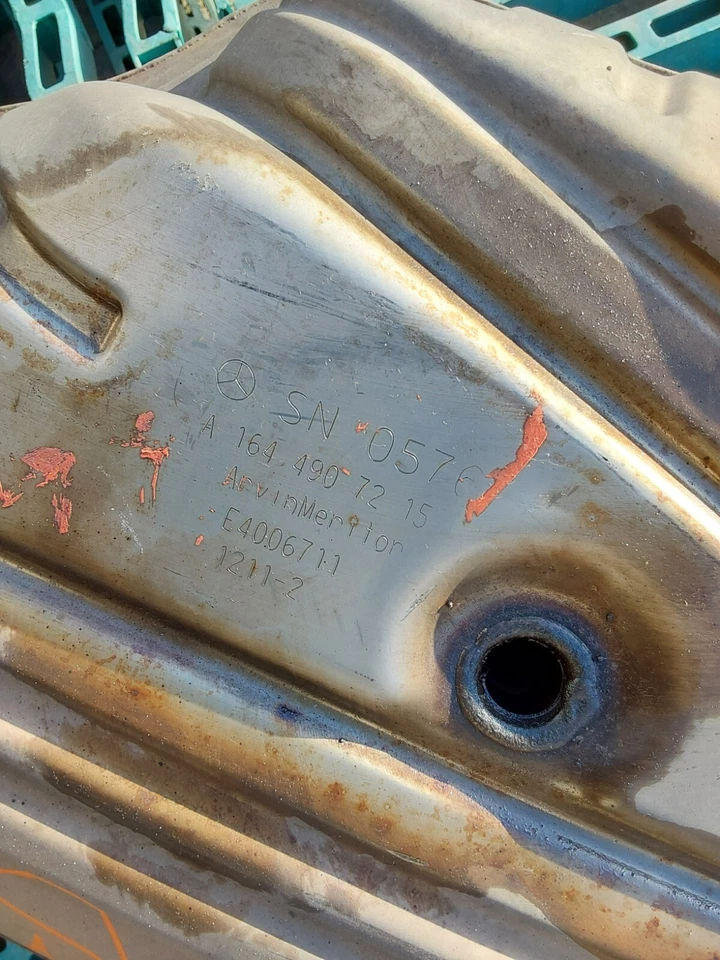 SN 0576
A 164 490 72 15
ArvinMeritor
E4006711
1211-2